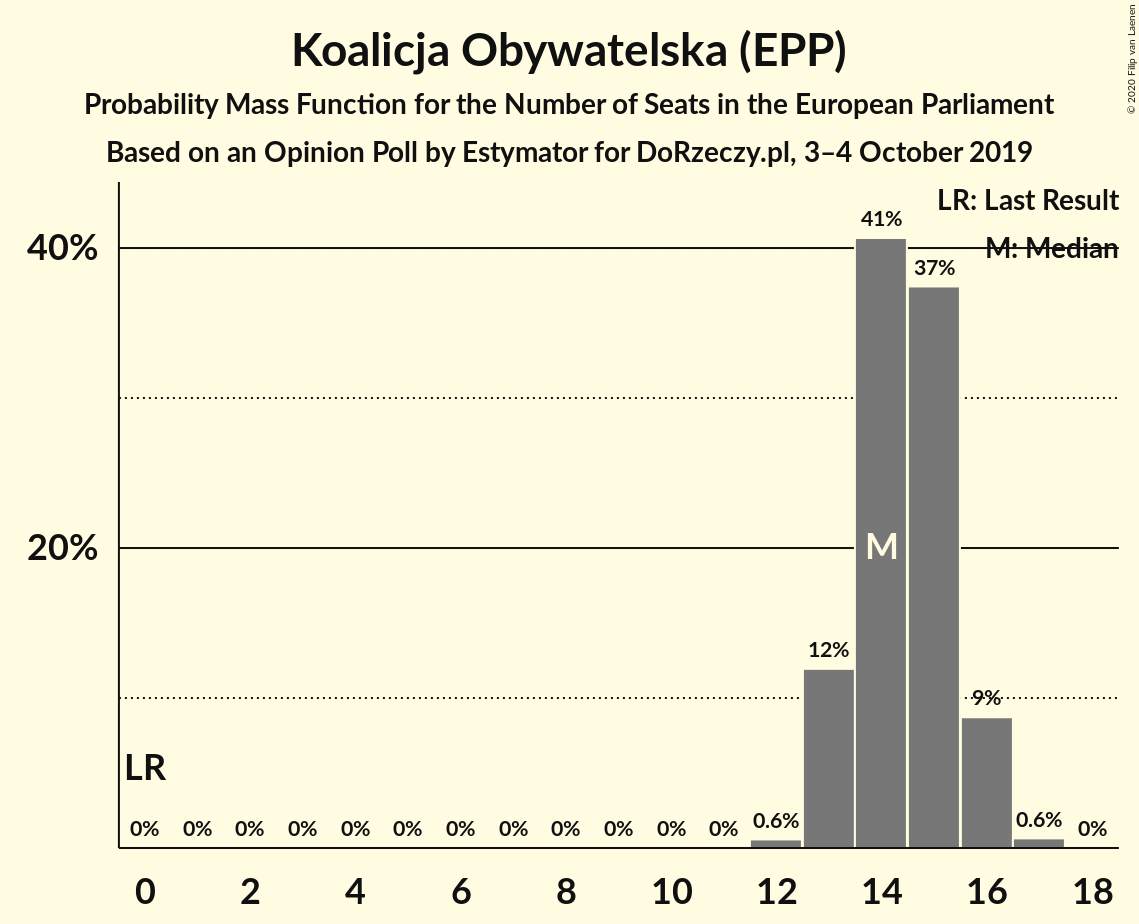 Koalicja Obywatelska (EPP)
Probability Mass Function for the Number of Seats in the European Parliament
Based on an Opinion Poll by Estymator for DoRzeczy.pl, 3–4 October 2019
© 2020 Filip van Laenen
LR: Last Result
M: Median
40%
20%
41%
37%
M
12%
9%
LR
0% 0% 0% 0% 0% 0% 0% 0% 0% 0% 0% 0% 0.6% 0.6% 0%
0 2 4 6 8 10 12 14 16 18